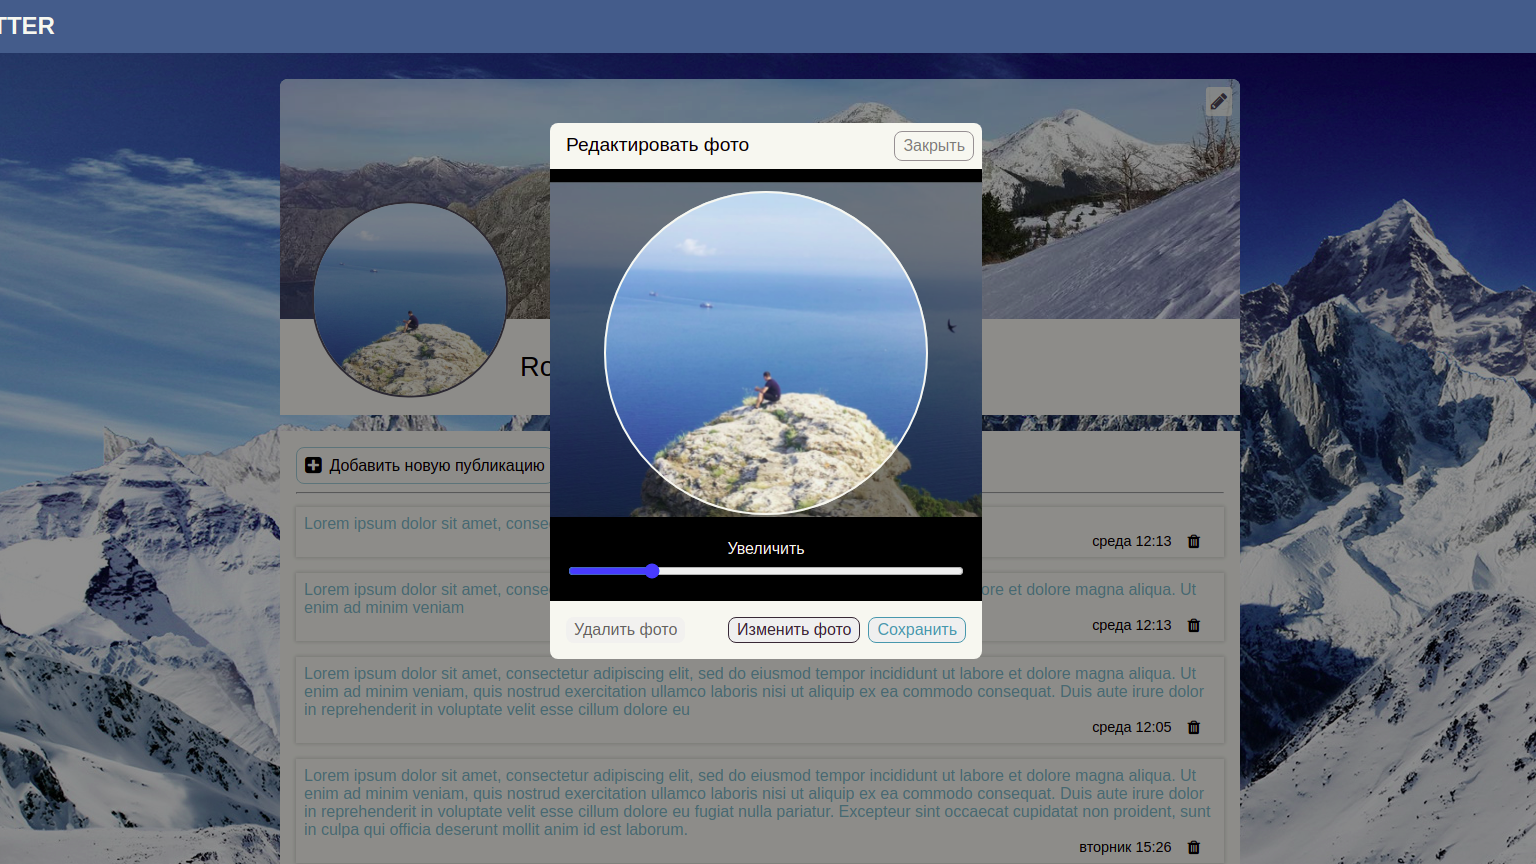 TTER
Редактировать фото
Закрыть
Ro
Добавить новую публикацию
Увеличить
Удалить фото
Изменить фото
Сохранить
Lorem ipsum dolor sit amet, conse
среда 12:13
Lorem ipsum dolor sit amet, conse ore et dolore magna aliqua. Ut
enim ad minim veniam
среда 12:13
Lorem ipsum dolor sit amet, consectetur adipiscing elit, sed do eiusmod tempor incididunt ut labore et dolore magna aliqua. Ut
enim ad minim veniam, quis nostrud exercitation ullamco laboris nisi ut aliquip ex ea commodo consequat. Duis aute irure dolor
in reprehenderit in voluptate velit esse cillum dolore eu
среда 12:05
Lorem ipsum dolor sit amet, consectetur adipiscing elit, sed do eiusmod tempor incididunt ut labore et dolore magna aliqua. Ut
enim ad minim veniam, quis nostrud exercitation ullamco laboris nisi ut aliquip ex ea commodo consequat. Duis aute irure dolor
in reprehenderit in voluptate velit esse cillum dolore eu fugiat nulla pariatur. Excepteur sint occaecat cupidatat non proident, sunt
in culpa qui officia deserunt mollit anim id est laborum.
вторник 15:26